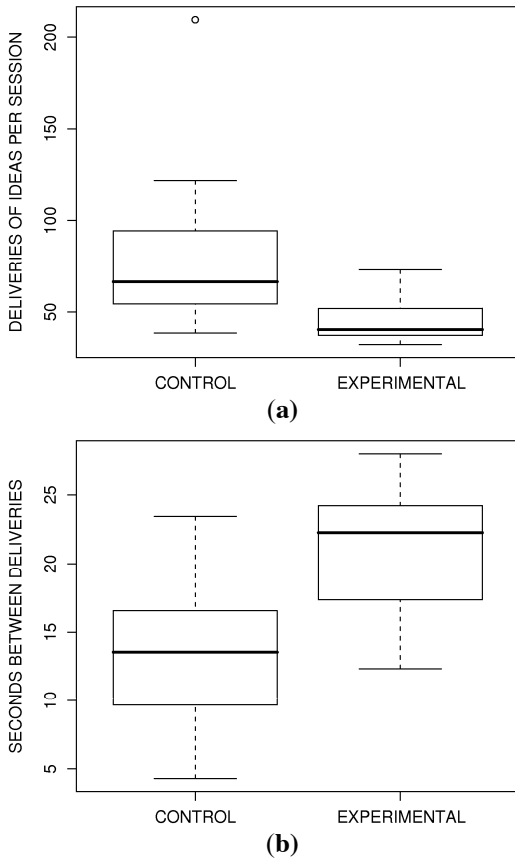 DELIVERIES OF IDEAS PER SESSION
200
150
100
50
CONTROL EXPERIMENTAL
(a)
SECONDS BETWEEN DELIVERIES
25
20
15
10
5
CONTROL EXPERIMENTAL
(b)